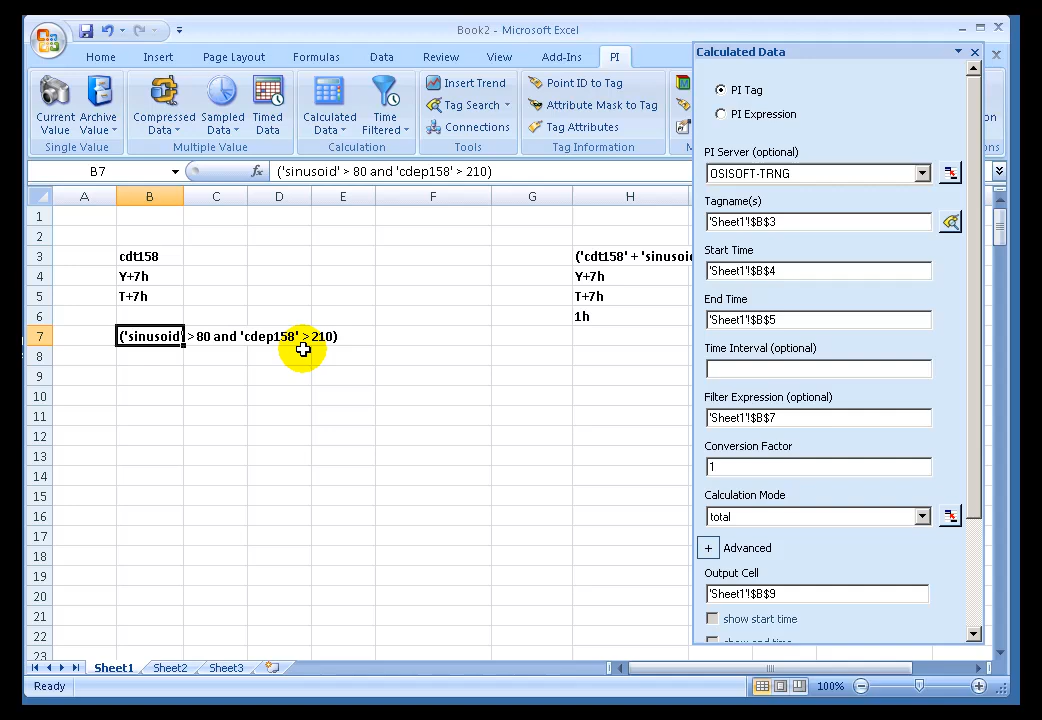 Book2 - Microsoft Excel
Home Insert Page Layout Formulas Data Review View Add-Ins PI
Current Value
Archive Value
Compressed Data
Sampled Data
Timed Data
Calculated Data
Time Filtered
Insert Trend
Tag Search
Connections
Point ID to Tag
Attribute Mask to Tag
Tag Attributes
Single Value
Multiple Value
Calculation
Tools
Tag Information
B7
fx
('sinusoid' > 80 and 'cdep158' > 210)
A B C D E F G H
1
2
3 cdt158 ('cdt158' + 'sinusoid
4 Y+7h Y+7h
5 T+7h T+7h
6 1h
7 ('sinusoid' > 80 and 'cdep158' > 210)
8
9
10
11
12
13
14
15
16
17
18
19
20
21
22
23
Sheet1 Sheet2 Sheet3
Ready
100%
Calculated Data
PI Tag
PI Expression
PI Server (optional)
OSISOFT-TRNG
Tagname(s)
'Sheet1'!$B$3
Start Time
'Sheet1'!$B$4
End Time
'Sheet1'!$B$5
Time Interval (optional)
Filter Expression (optional)
'Sheet1'!$B$7
Conversion Factor
1
Calculation Mode
total
+ Advanced
Output Cell
'Sheet1'!$B$9
show start time
show end time